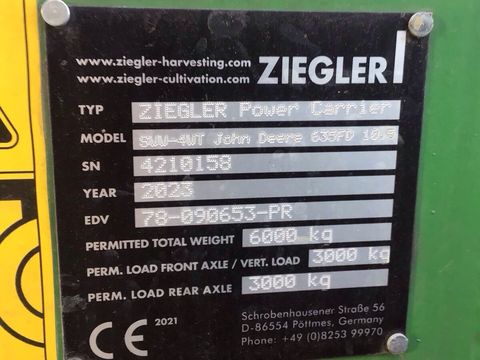 www.ziegler-harvesting.com
www.ziegler-cultivation.com
ZIEGLER
TYP ZIEGLER Power Carrier
MODEL SWW-4WT John Deere 635FD 10,5
SN 4210158
YEAR 2023
EDV 78-090653-PR
PERMITTED TOTAL WEIGHT 6000 kg
PERM. LOAD FRONT AXLE / VERT. LOAD 3000 kg
PERM. LOAD REAR AXLE 3000 kg
CE 2021
Schrobenhausener Straße 56
D-86554 Pöttmes, Germany
Phone: +49 (0)8253 99970